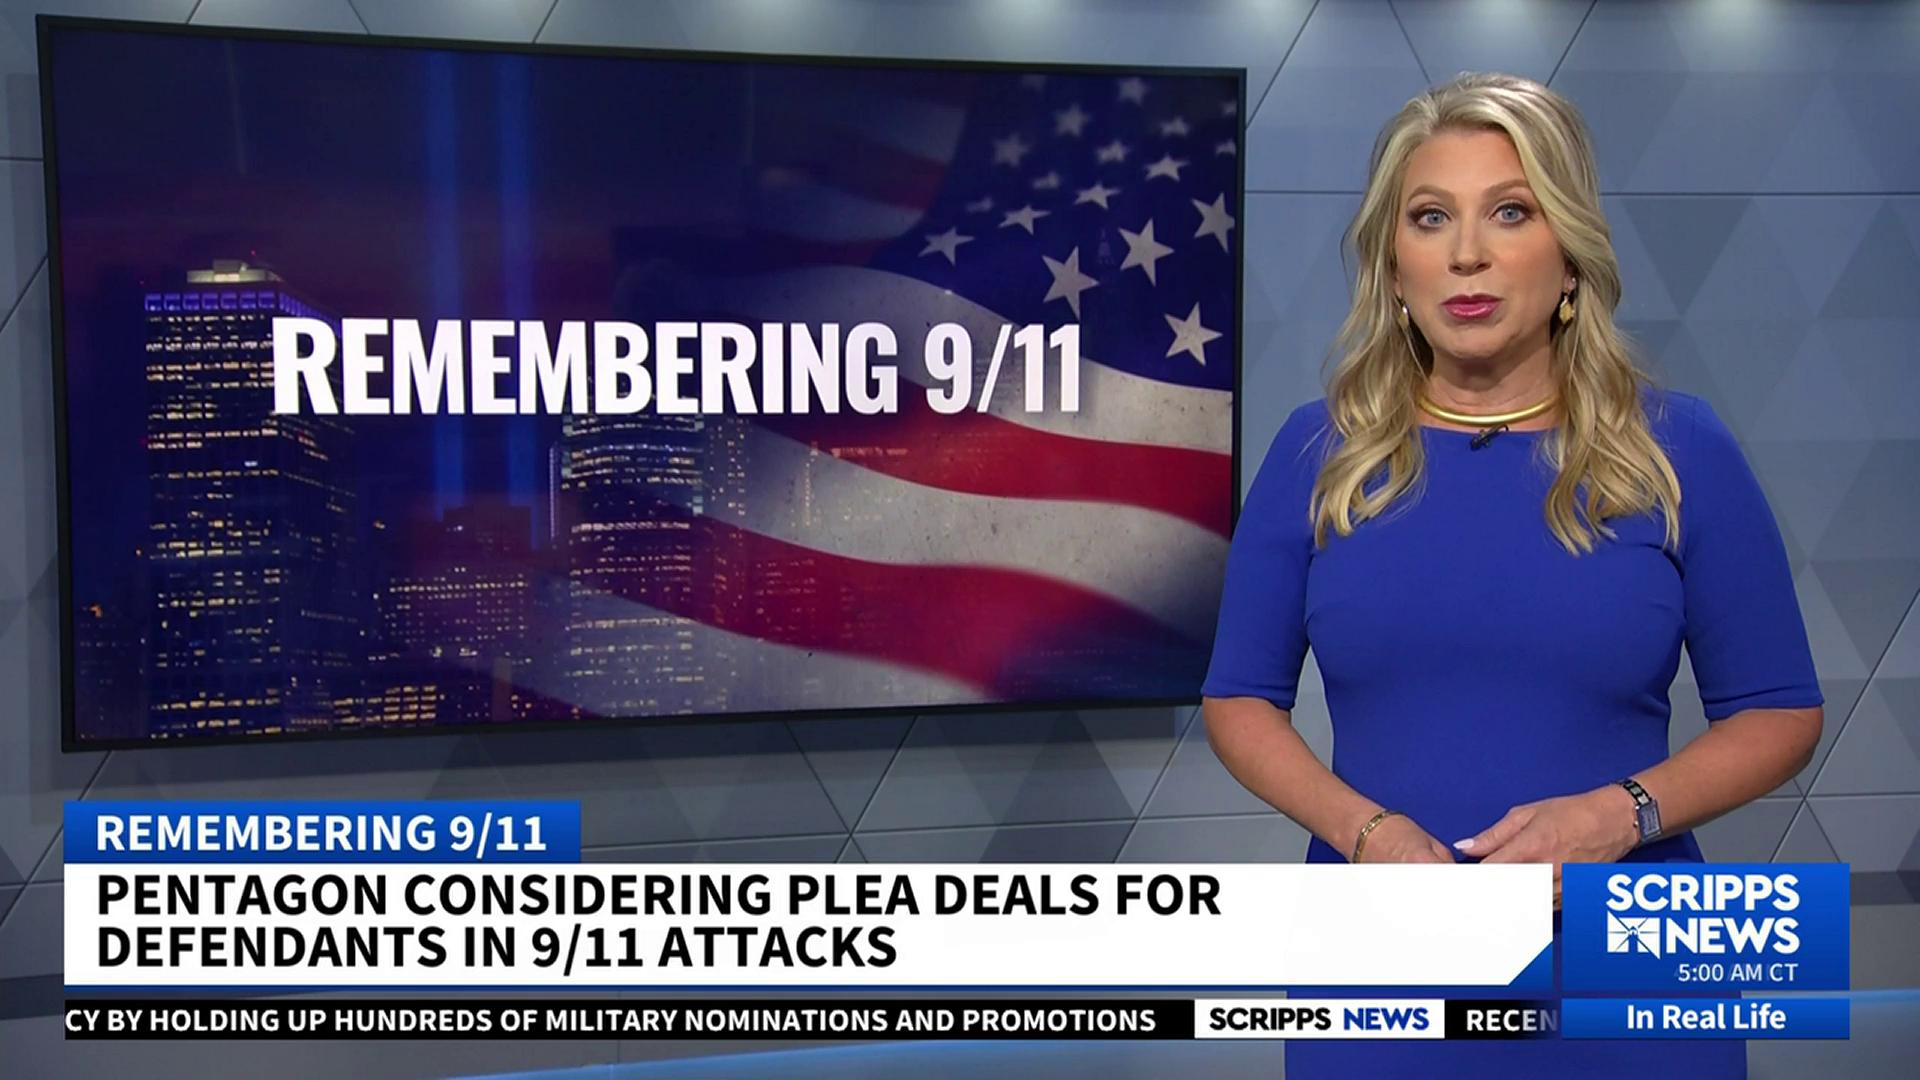 REMEMBERING 9/11
REMEMBERING 9/11
PENTAGON CONSIDERING PLEA DEALS FOR
DEFENDANTS IN 9/11 ATTACKS
SCRIPPS
NEWS
5:00 AM CT
CY BY HOLDING UP HUNDREDS OF MILITARY NOMINATIONS AND PROMOTIONS SCRIPPS NEWS RECEN
In Real Life